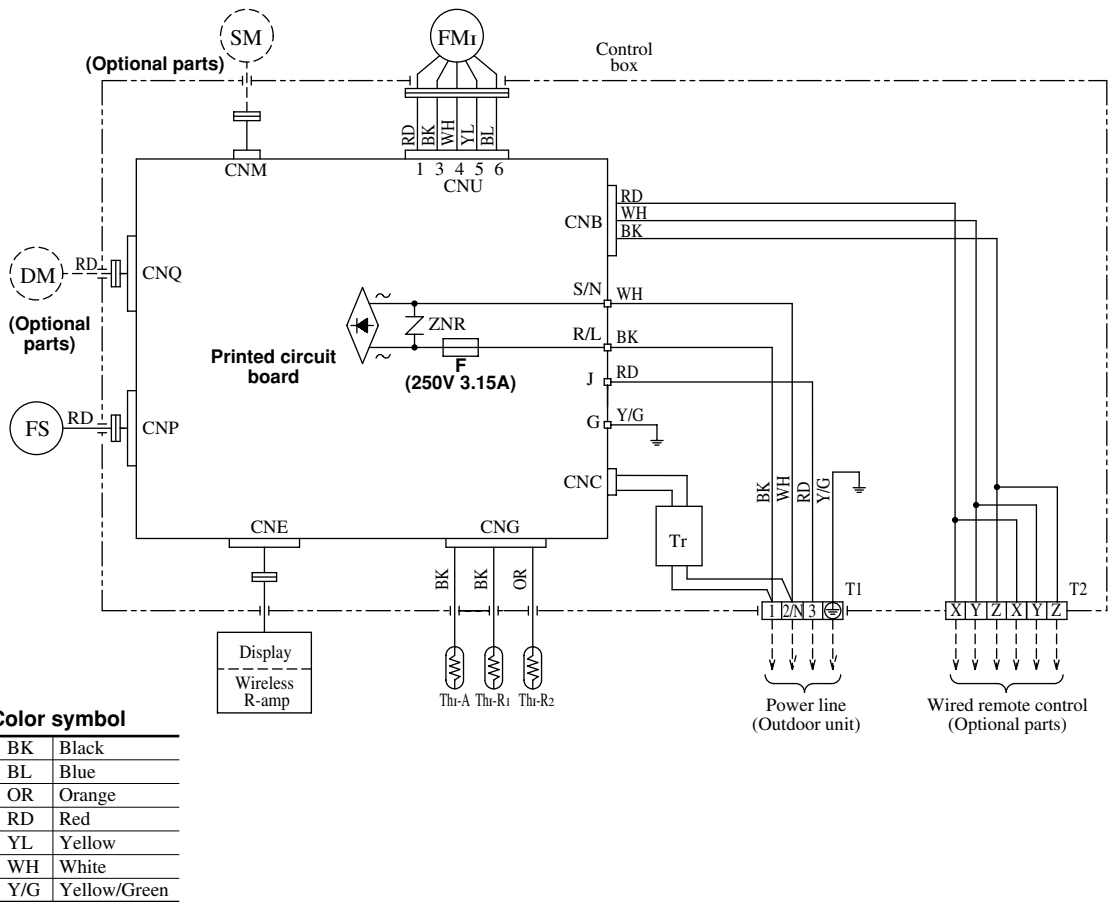 SM
FMI
(Optional parts)
Control
box
RD
BK
WH
YL
BL
CNM
1 3 4 5 6
CNU
CNB
RD
WH
BK
DM
RD
CNQ
(Optional
parts)
S/N
WH
~
ZNR
R/L
BK
~
F
(250V 3.15A)
Printed circuit
board
J
RD
FS
RD
CNP
G
Y/G
CNC
BK
WH
RD
Y/G
Tr
CNE
CNG
BK
BK
OR
1 2/N 3
T1
X Y Z X Y Z
T2
Display
Wireless
R-amp
ThI-A ThI-R1 ThI-R2
Power line
(Outdoor unit)
Wired remote control
(Optional parts)
Color symbol
BK Black
BL Blue
OR Orange
RD Red
YL Yellow
WH White
Y/G Yellow/Green